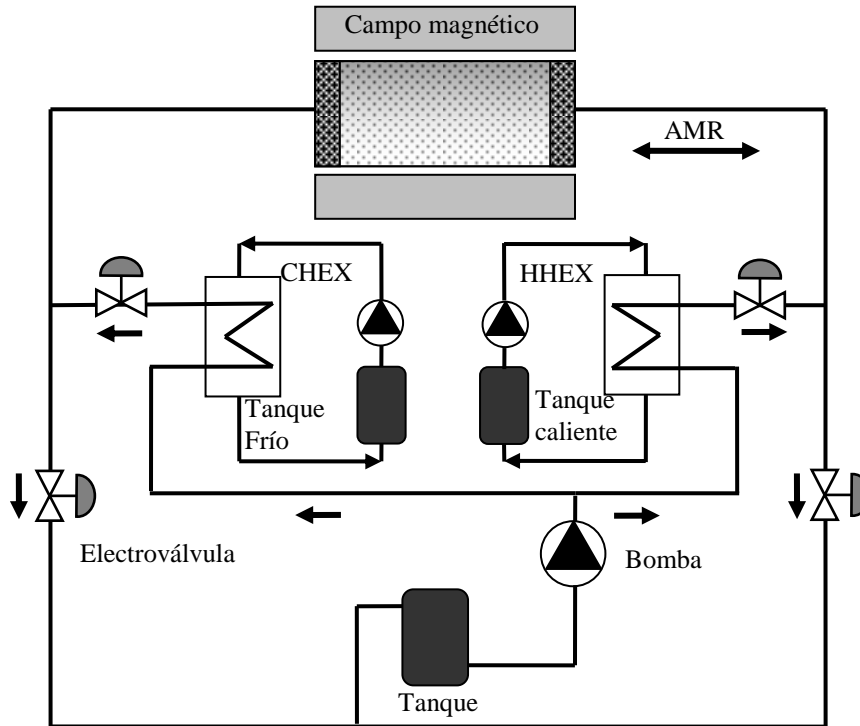 Campo magnético
AMR
CHEX
HHEX
Tanque
Frío
Tanque
caliente
Electroválvula
Bomba
Tanque